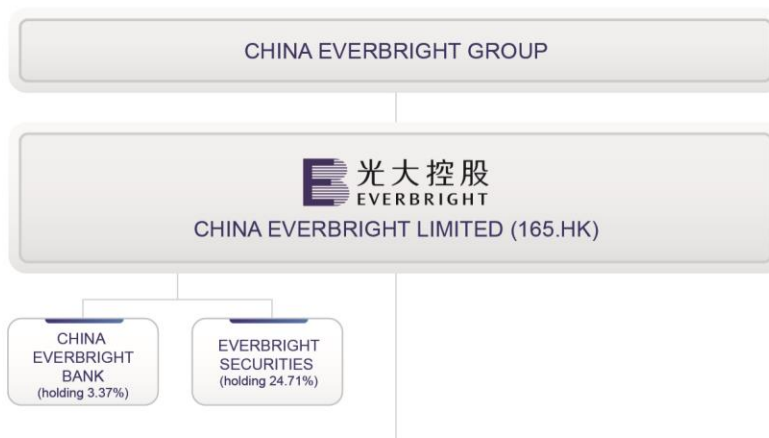 CHINA EVERBRIGHT GROUP
光大控股
EVERBRIGHT
CHINA EVERBRIGHT LIMITED (165.HK)
CHINA
EVERBRIGHT
BANK
(holding 3.37%)
EVERBRIGHT
SECURITIES
(holding 24.71%)